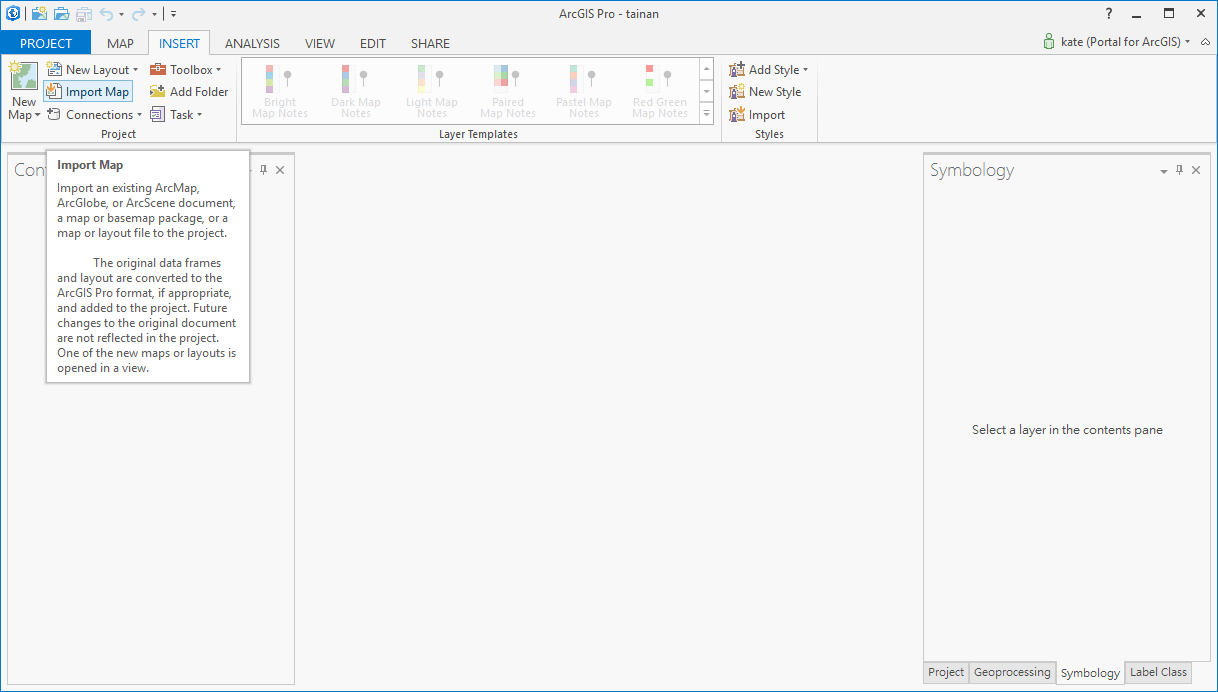 ArcGIS Pro - tainan
?
PROJECT MAP INSERT ANALYSIS VIEW EDIT SHARE
kate (Portal for ArcGIS)
New
Map
New Layout
Import Map
Connections
Toolbox
Add Folder
Task
Project
Bright
Map Notes
Dark Map
Notes
Light Map
Notes
Paired
Map Notes
Pastel Map
Notes
Red Green
Map Notes
Layer Templates
Add Style
New Style
Import
Styles
Import Map
Import an existing ArcMap,
ArcGlobe, or ArcScene document,
a map or basemap package, or a
map or layout file to the project.
The original data frames
and layout are converted to the
ArcGIS Pro format, if appropriate,
and added to the project. Future
changes to the original document
are not reflected in the project.
One of the new maps or layouts is
opened in a view.
Symbology
Select a layer in the contents pane
Project Geoprocessing Symbology Label Class